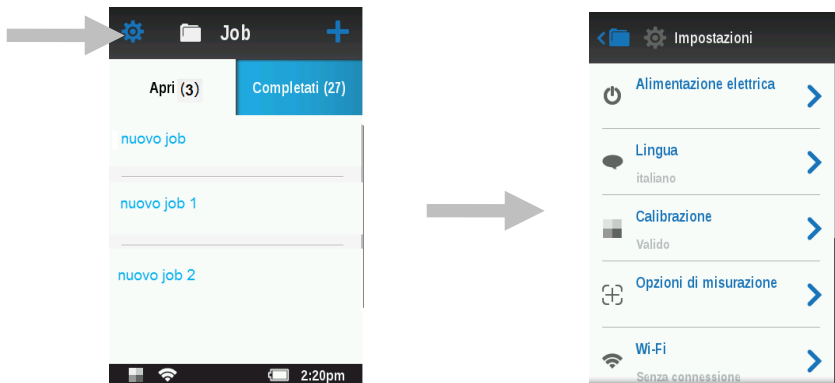 Job
Apri (3)
Completati (27)
nuovo job
nuovo job 1
nuovo job 2
2:20pm
Impostazioni
Alimentazione elettrica
Lingua
italiano
Calibrazione
Valido
Opzioni di misurazione
Wi-Fi
Senza connessione